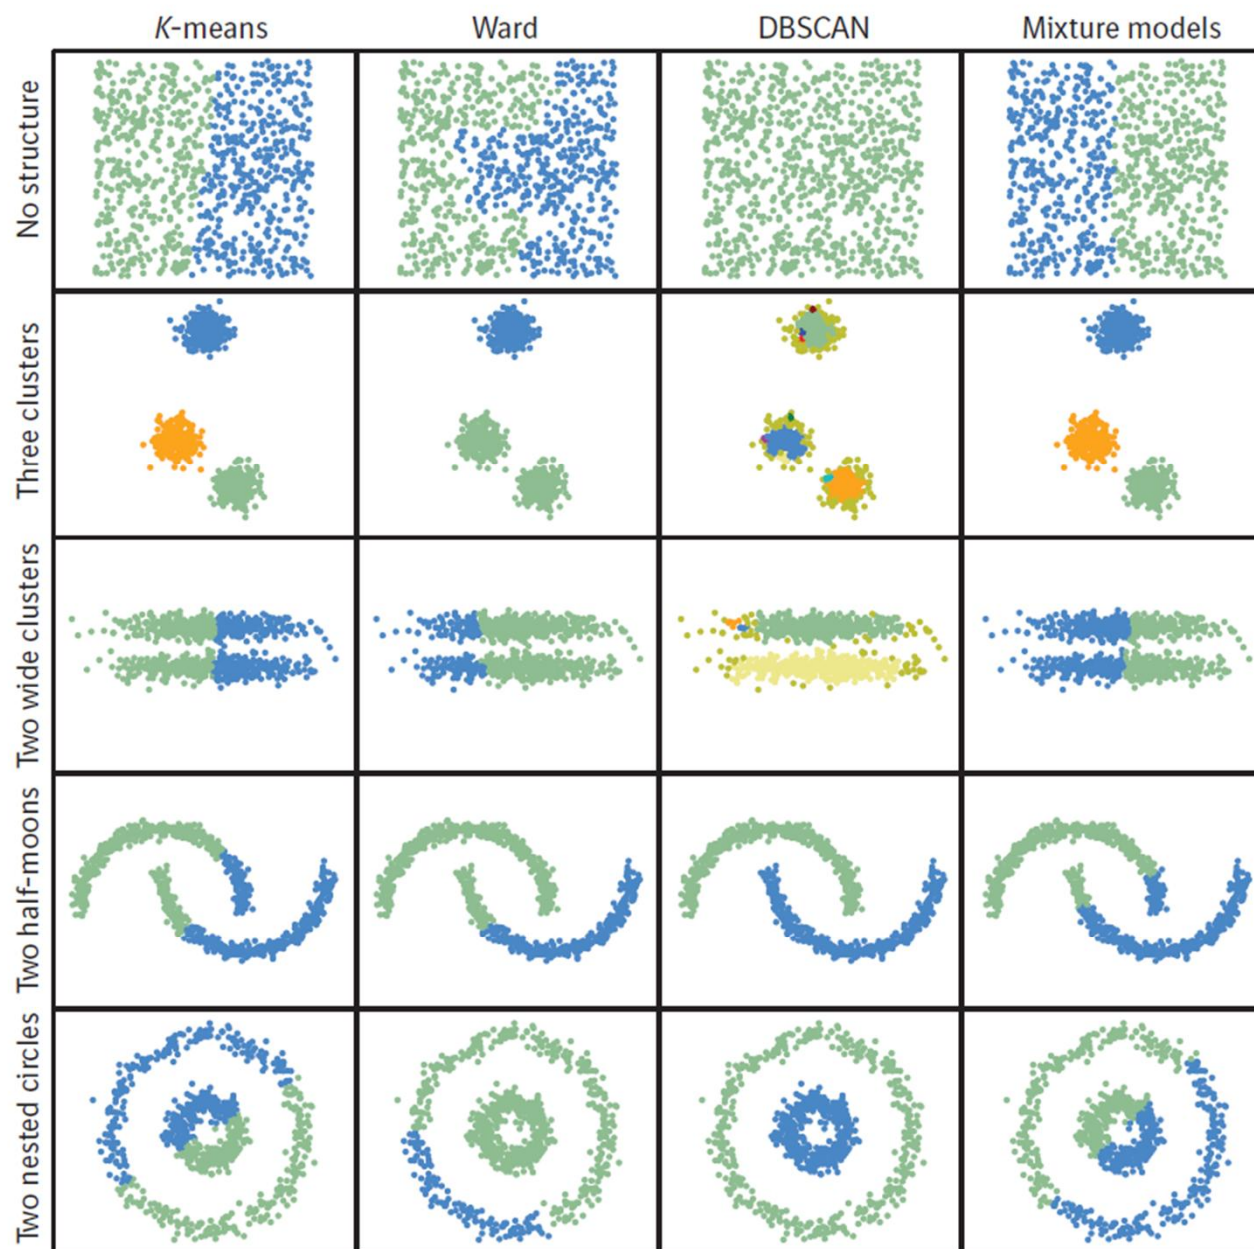 K-means
Ward
DBSCAN
Mixture models
No structure
Three clusters
Two wide clusters
Two half-moons
Two nested circles